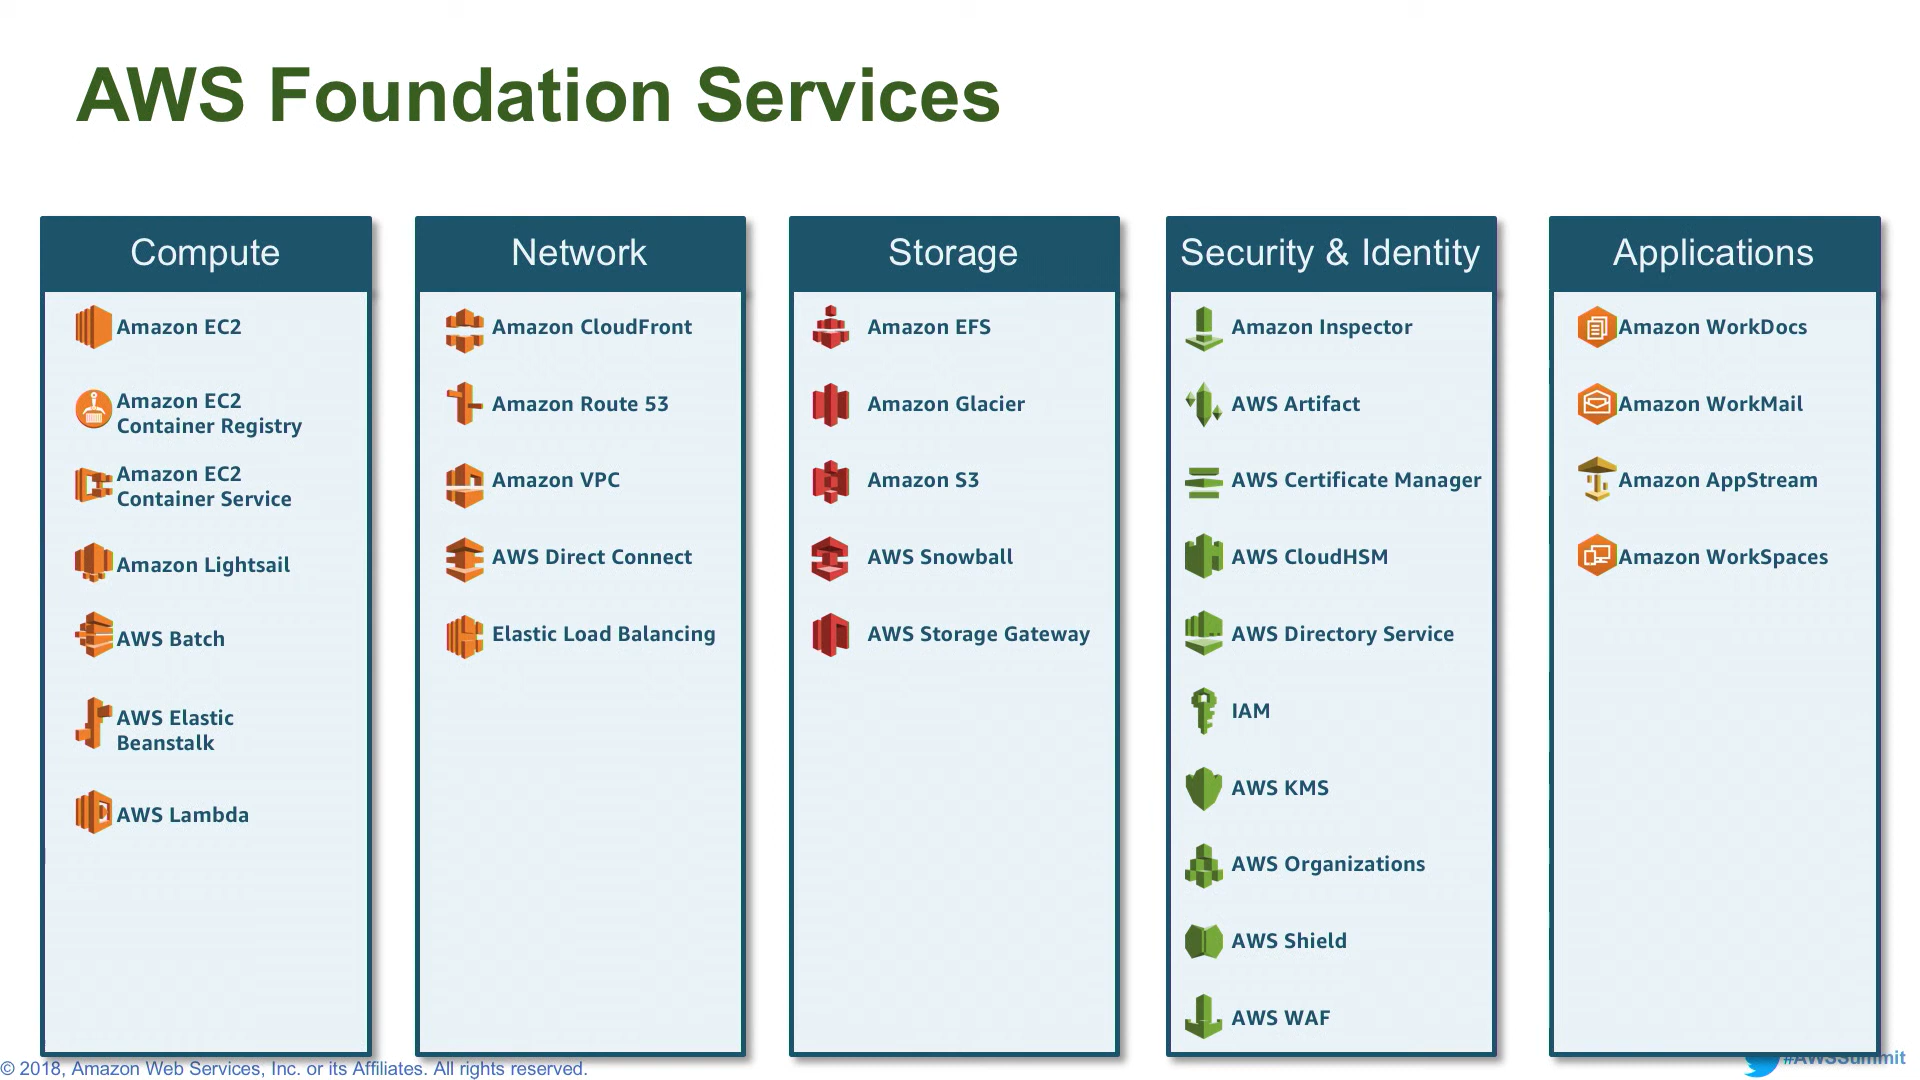 AWS Foundation Services
Compute
Amazon EC2
Amazon EC2
Container Registry
Amazon EC2
Container Service
Amazon Lightsail
AWS Batch
AWS Elastic
Beanstalk
AWS Lambda
Network
Amazon CloudFront
Amazon Route 53
Amazon VPC
AWS Direct Connect
Elastic Load Balancing
Storage
Amazon EFS
Amazon Glacier
Amazon S3
AWS Snowball
AWS Storage Gateway
Security & Identity
Amazon Inspector
AWS Artifact
AWS Certificate Manager
AWS CloudHSM
AWS Directory Service
IAM
AWS KMS
AWS Organizations
AWS Shield
AWS WAF
Applications
Amazon WorkDocs
Amazon WorkMail
Amazon AppStream
Amazon WorkSpaces
© 2018, Amazon Web Services, Inc. or its Affiliates. All rights reserved.
#AWSSummit